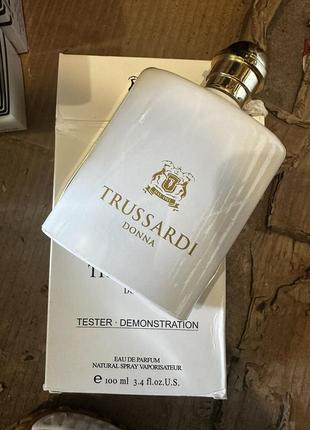 TRUSSARDI
DONNA
TESTER · DEMONSTRATION
EAU DE PARFUM
NATURAL SPRAY VAPORISATEUR
e 100 ml 3.4 fl.oz.U.S.